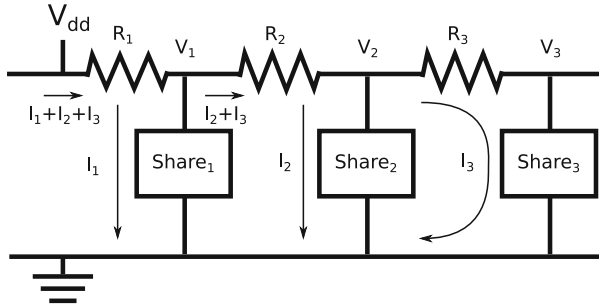 Vdd
R1
V1
R2
V2
R3
V3
I1+I2+I3
I2+I3
I1
Share1
I2
Share2
I3
Share3